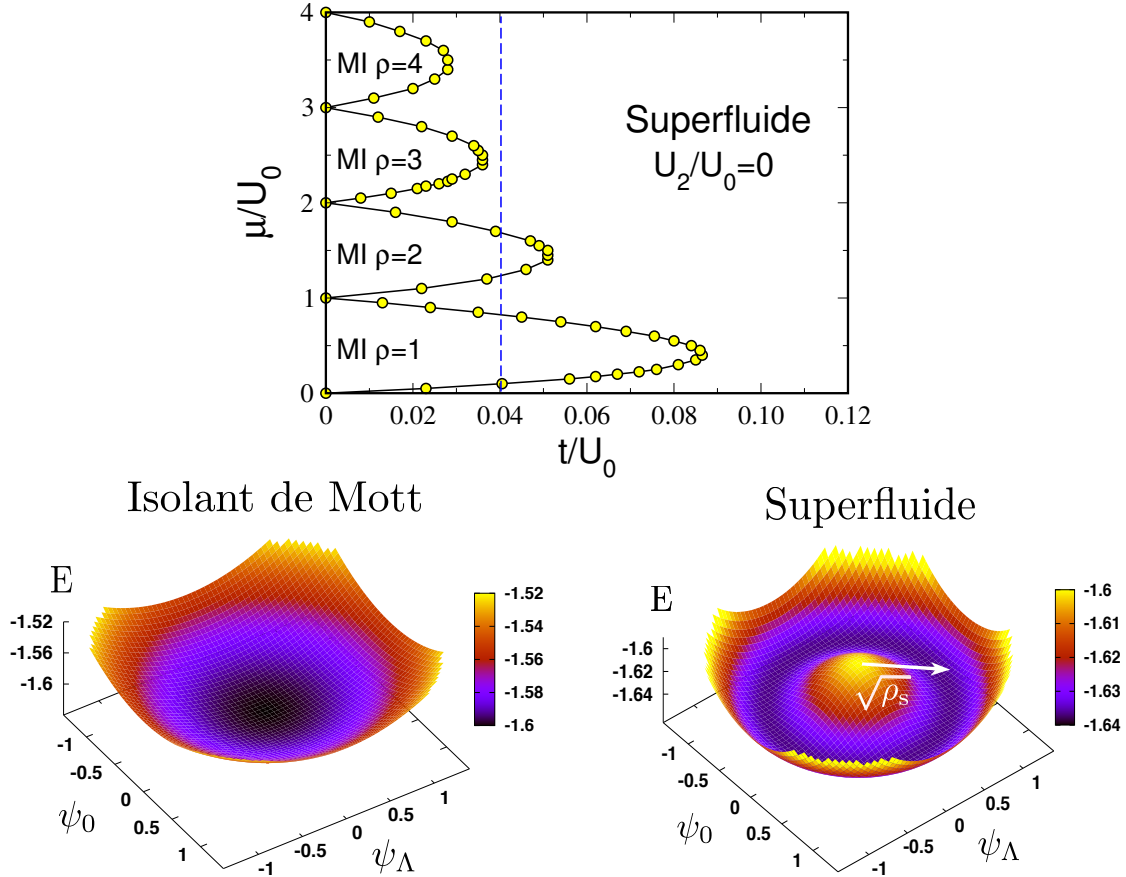 4
MI ρ=4
3
Superfluide
MI ρ=3
U₂/U₀=0
μ/U₀
2
MI ρ=2
1
MI ρ=1
0
0 0.02 0.04 0.06 0.08 0.10 0.12
t/U₀
Isolant de Mott
E
-1.52
-1.56
-1.6
-1.52
-1.54
-1.56
-1.58
-1.6
-1
-0.5
0
0.5
1
ψ₀
-1
-0.5
0
0.5
1
ψ_Λ
Superfluide
E
-1.6
-1.62
-1.64
-1.6
-1.61
-1.62
-1.63
-1.64
√ρₛ
-1
-0.5
0
0.5
1
ψ₀
-1
-0.5
0
0.5
1
ψ_Λ